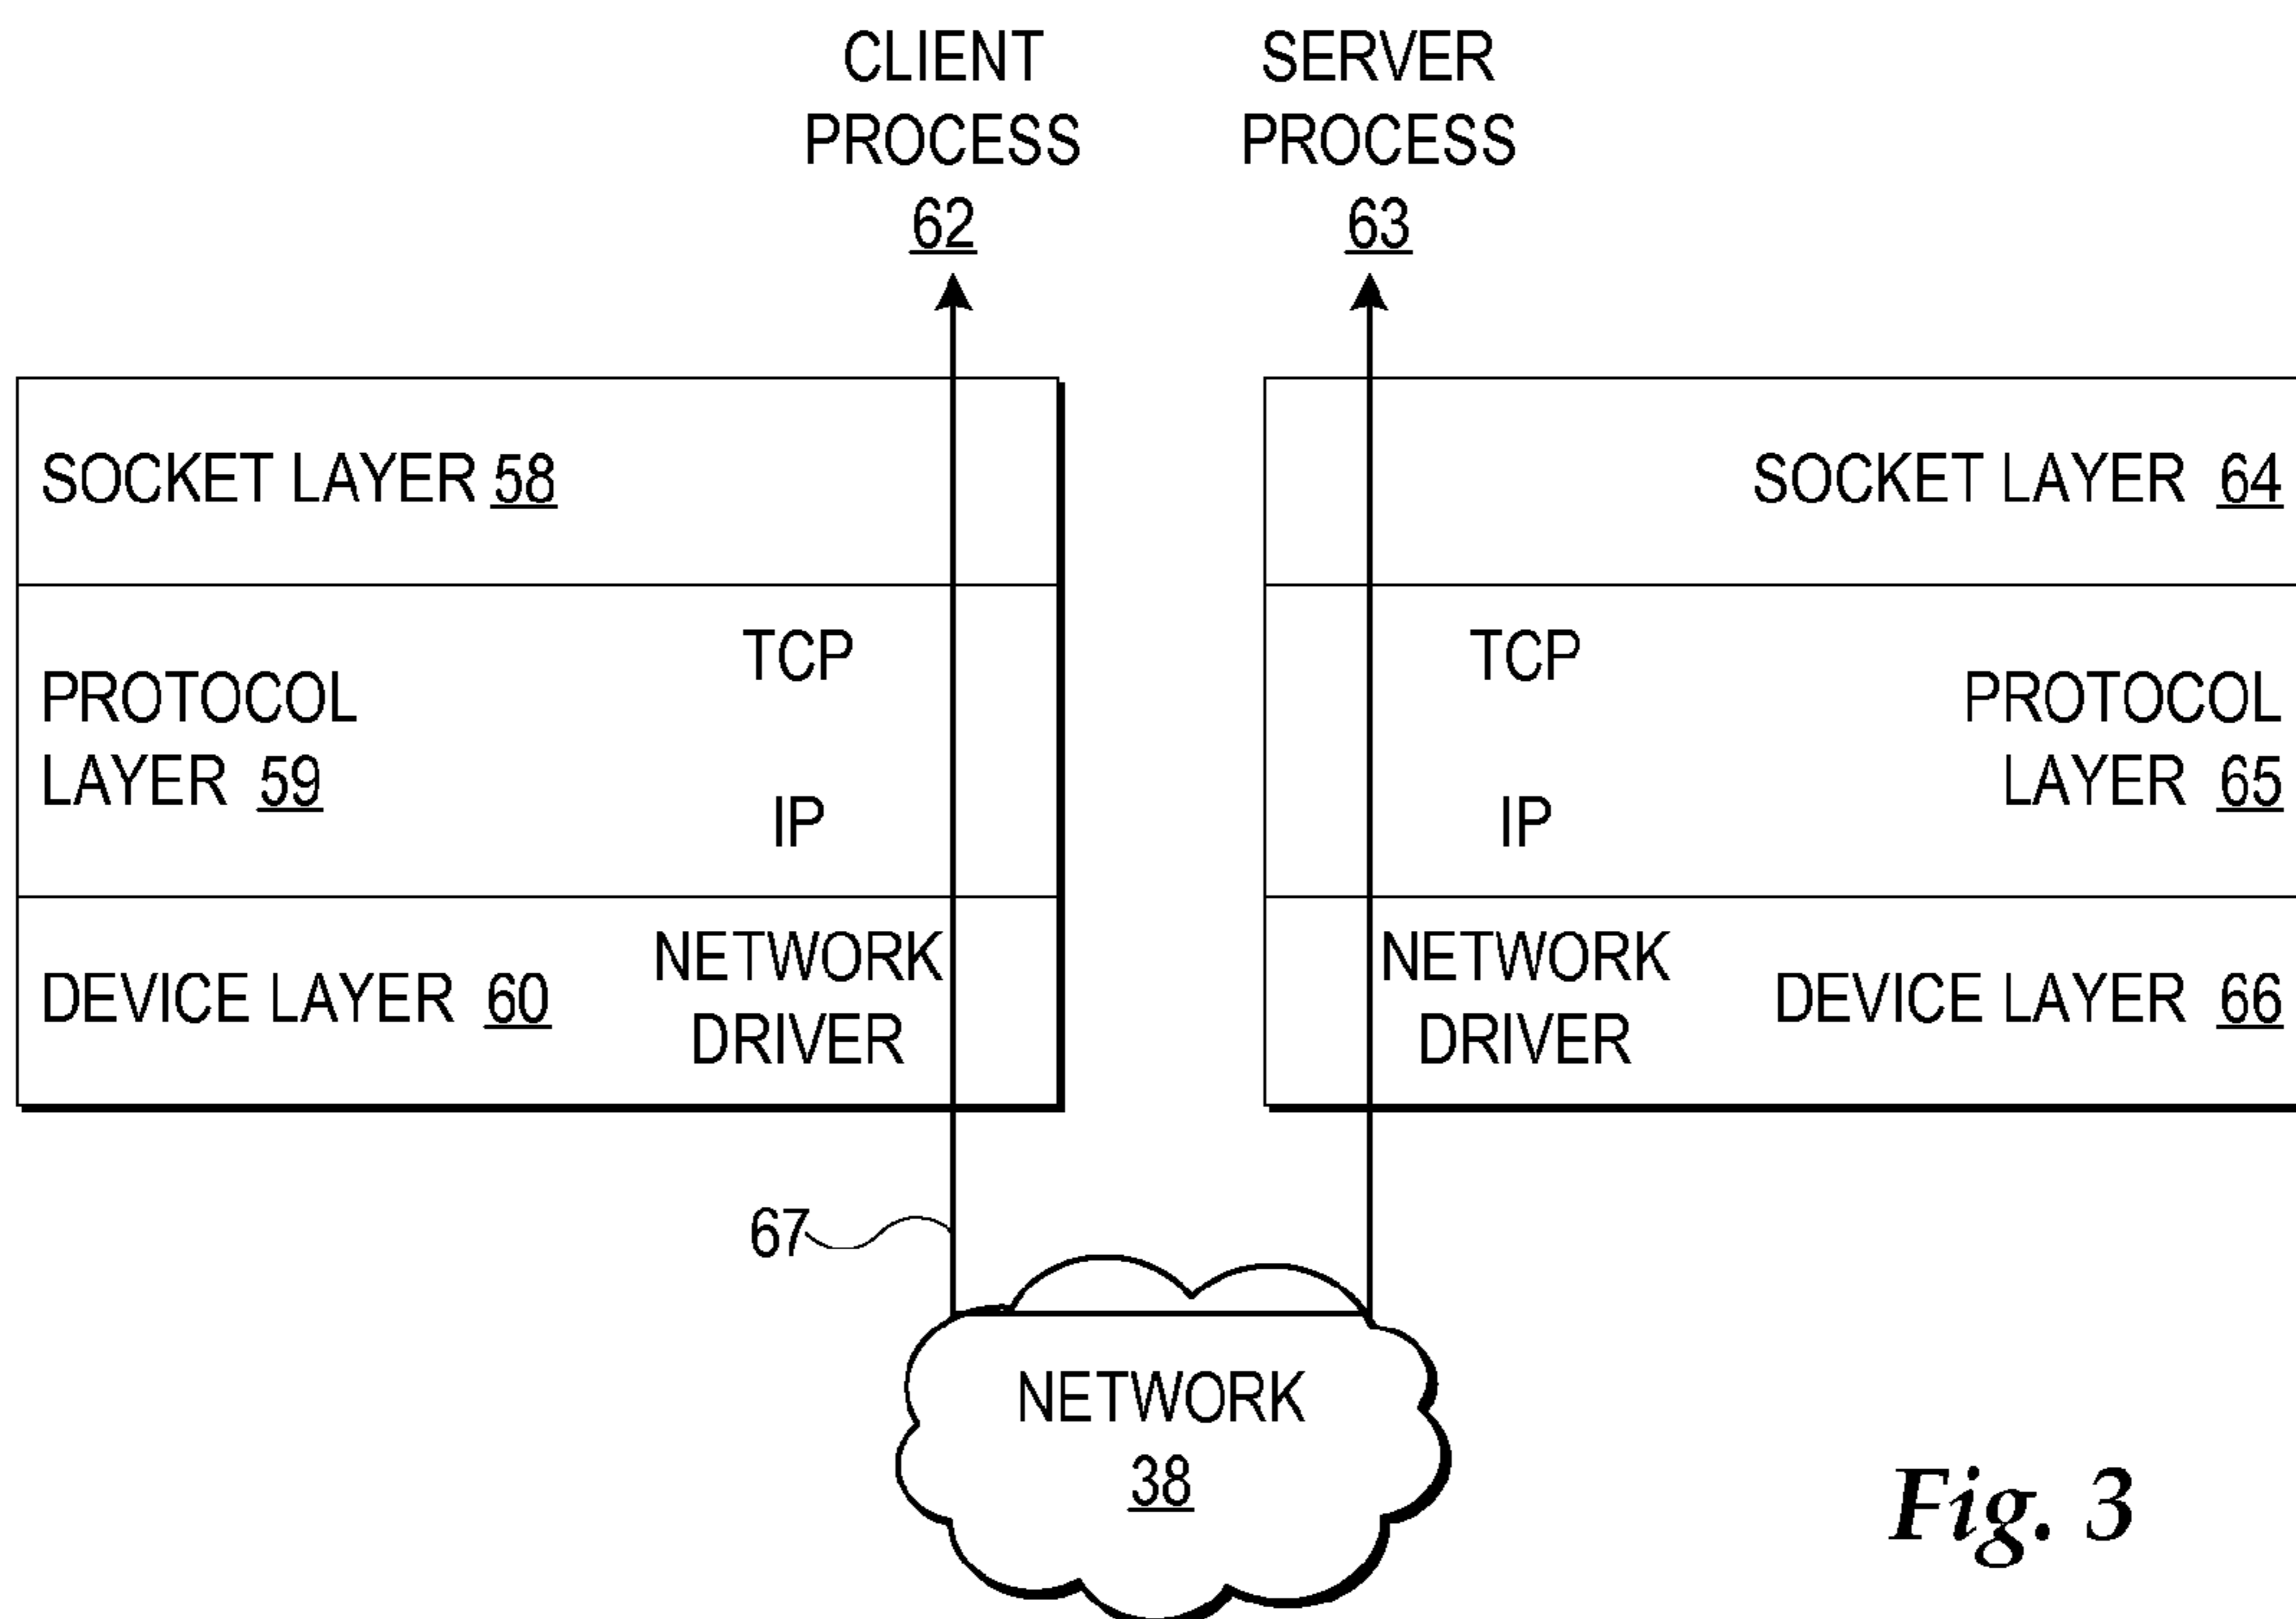 CLIENT
PROCESS
62
SERVER
PROCESS
63
SOCKET LAYER 58
PROTOCOL
LAYER 59
TCP
IP
DEVICE LAYER 60
NETWORK
DRIVER
SOCKET LAYER 64
TCP
IP
PROTOCOL
LAYER 65
NETWORK
DRIVER
DEVICE LAYER 66
67
NETWORK
38
Fig. 3